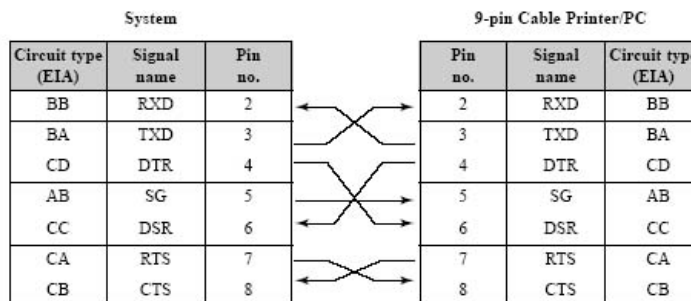 System 9-pin Cable Printer/PC
Circuit type (EIA) Signal name Pin no. Pin no. Signal name Circuit type (EIA)
BB RXD 2 2 RXD BB
BA TXD 3 3 TXD BA
CD DTR 4 4 DTR CD
AB SG 5 5 SG AB
CC DSR 6 6 DSR CC
CA RTS 7 7 RTS CA
CB CTS 8 8 CTS CB